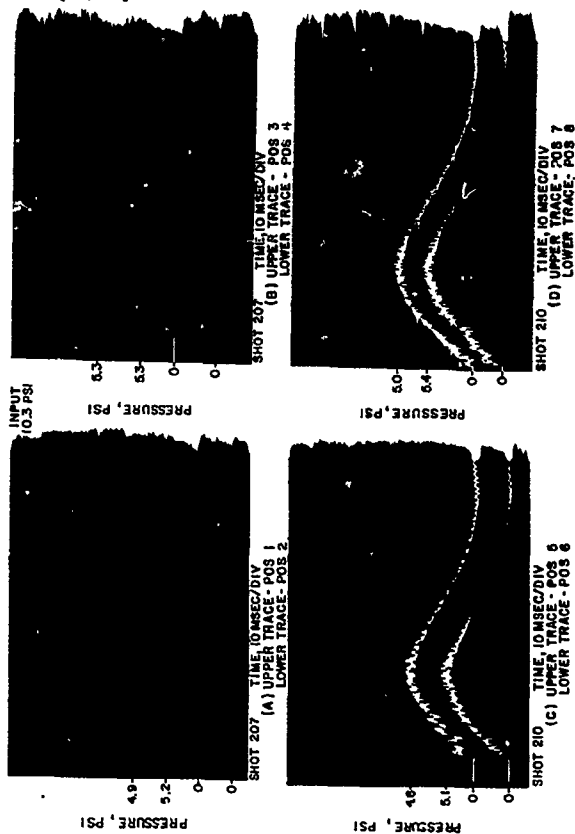 INPUT
10.3 PSI
PRESSURE, PSI
4.9
5.2
0
0
SHOT 207 TIME, 10 MSEC/DIV
(A) UPPER TRACE - POS 1
LOWER TRACE - POS 2
PRESSURE, PSI
5.3
5.3
0
0
SHOT 207 TIME, 10 MSEC/DIV
(B) UPPER TRACE - POS 3
LOWER TRACE - POS 4
PRESSURE, PSI
5.1
0
0
SHOT 210 TIME, 10 MSEC/DIV
(C) UPPER TRACE - POS 5
LOWER TRACE - POS 6
PRESSURE, PSI
5.0
5.4
0
0
SHOT 210 TIME, 10 MSEC/DIV
(D) UPPER TRACE - POS 7
LOWER TRACE - POS 8